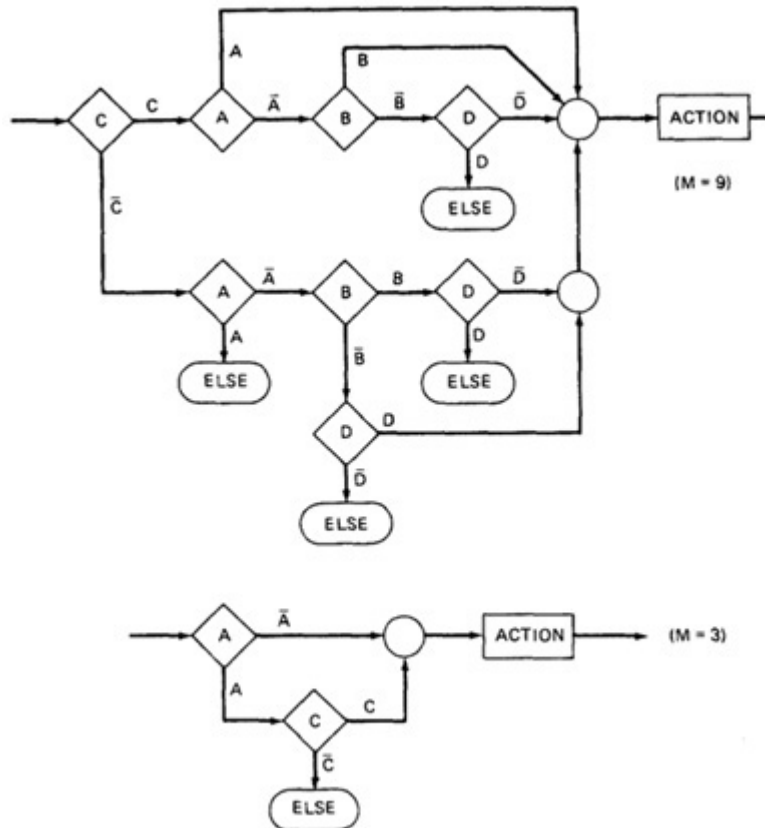 A
B
C
C
A
Ā
B
B̄
D
D̄
ACTION
D
(M = 9)
C̄
ELSE
A
Ā
B
B
D
D̄
A
D
B̄
ELSE
ELSE
D
D
D̄
ELSE
A
Ā
ACTION
(M = 3)
A
C
C
C̄
ELSE